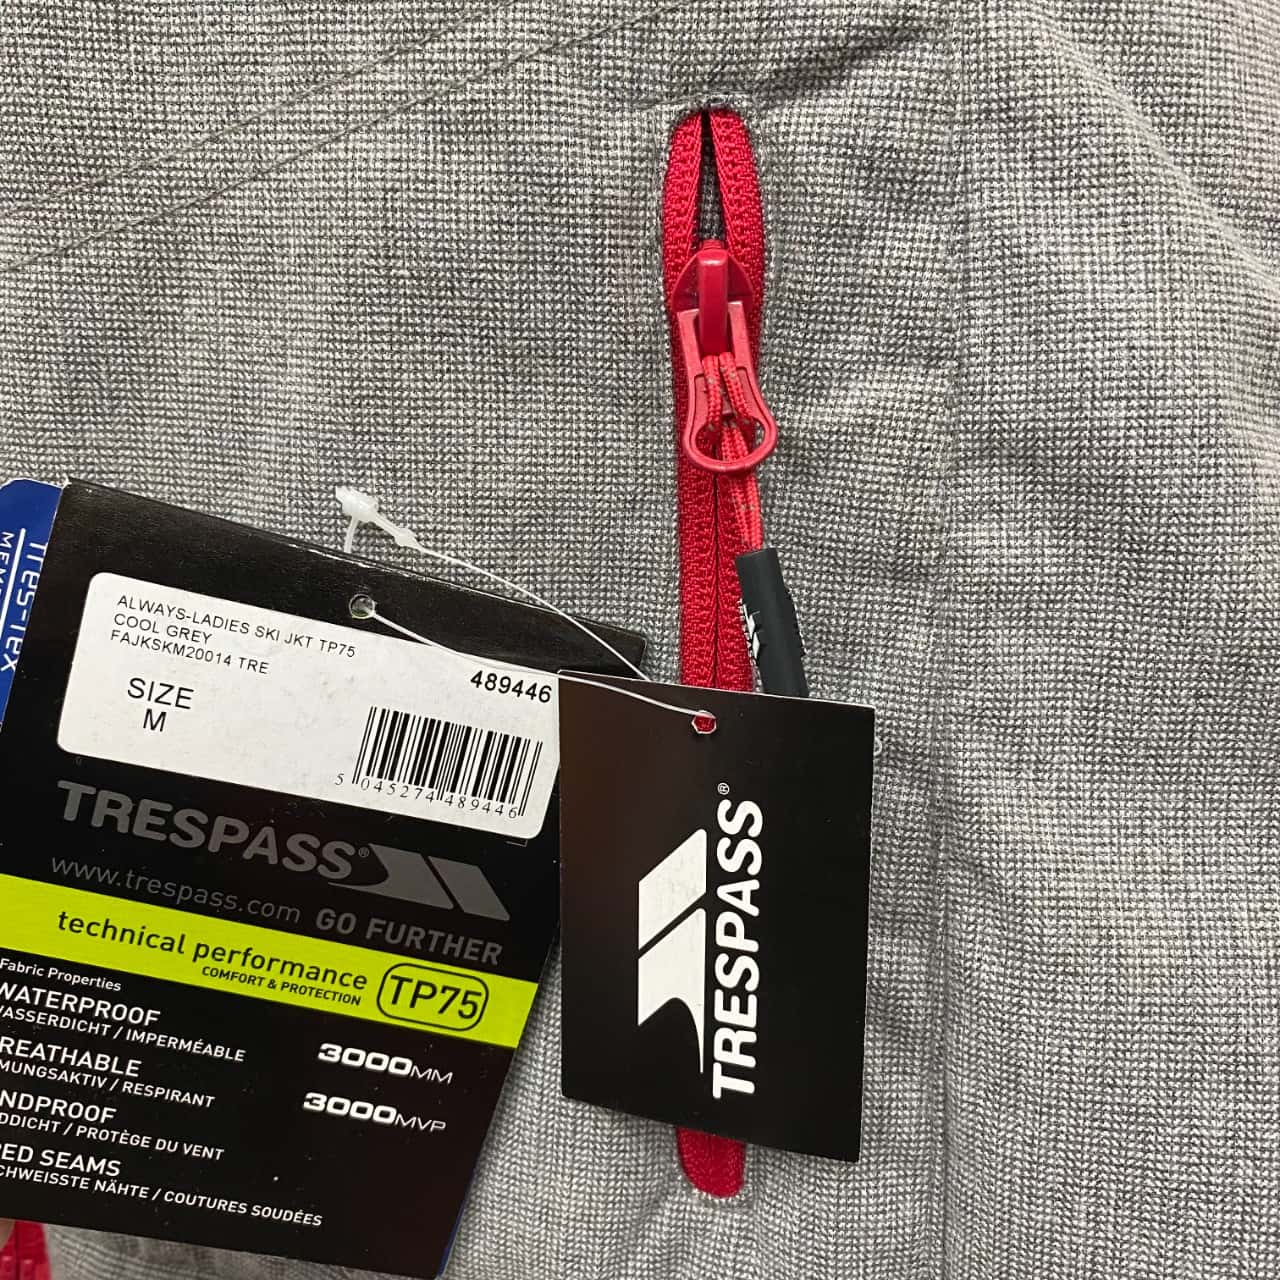 Tres-Tex
ALWAYS-LADIES SKI JKT TP75
COOL GREY
FAJKSKM20014 TRE
489446
SIZE
M
5 045274 489446
TRESPASS®
www.trespass.com GO FURTHER
technical performance
COMFORT & PROTECTION
TP75
Fabric Properties
WATERPROOF
WASSERDICHT / IMPERMÉABLE
3000MM
REATHABLE
MUNGSAKTIV / RESPIRANT
3000MVP
NDPROOF
DDICHT / PROTÈGE DU VENT
ED SEAMS
CHWEISSTE NÄHTE / COUTURES SOUDÉES
TRESPASS®